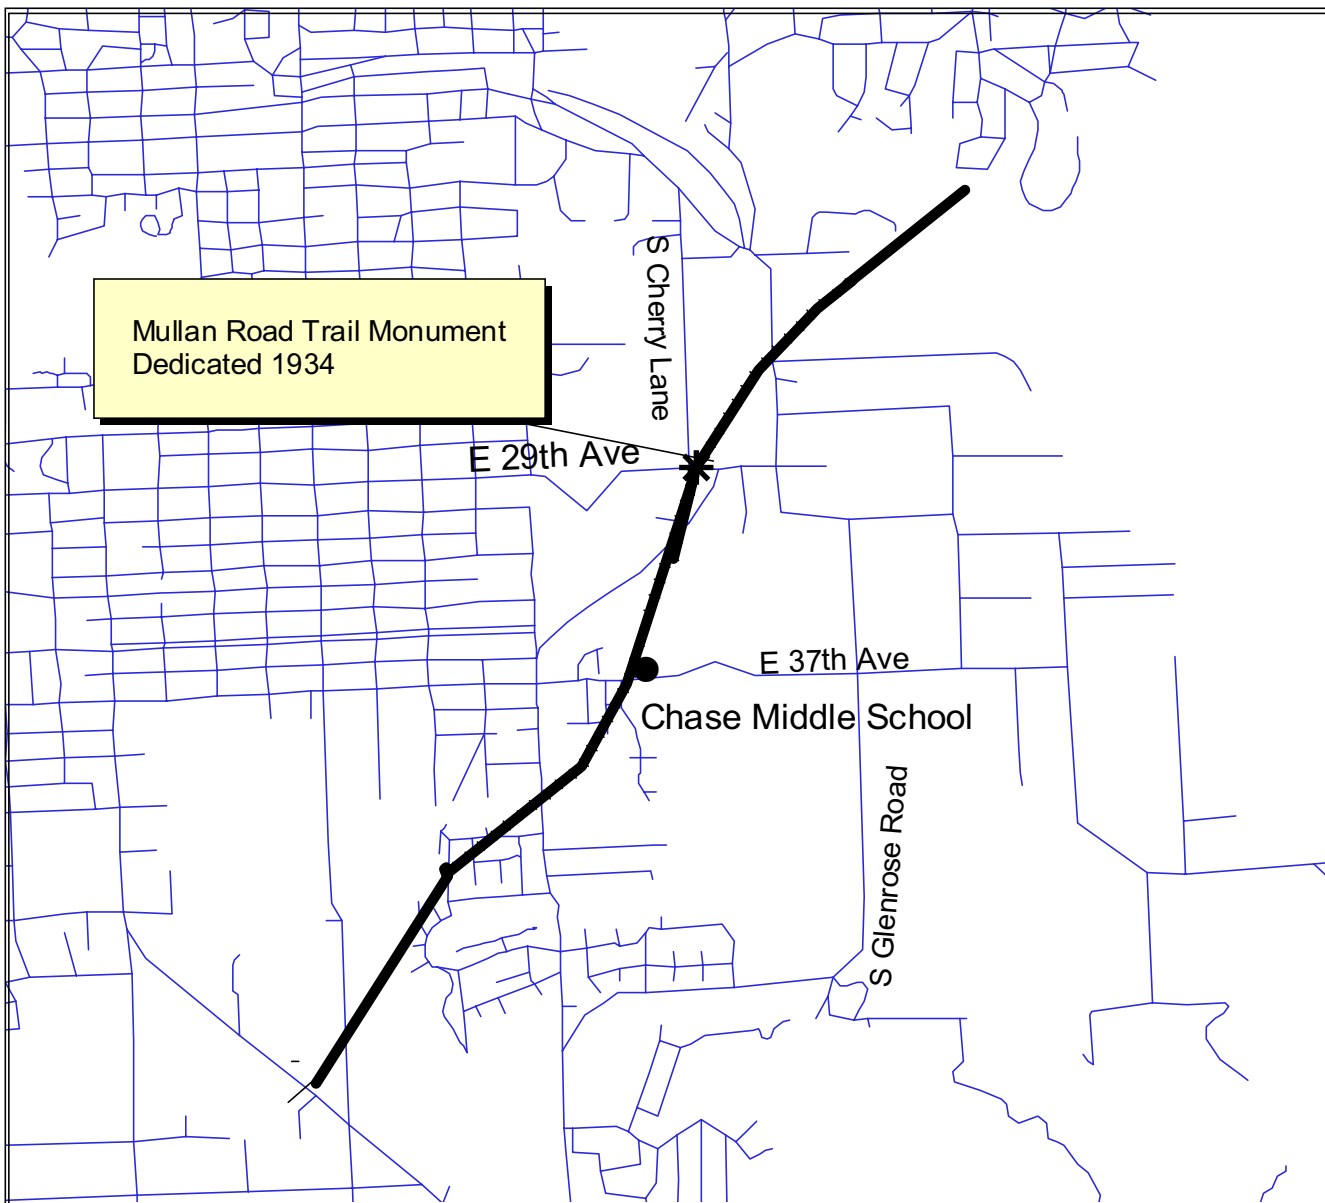 S Cherry Lane
Mullan Road Trail Monument
Dedicated 1934
E 29th Ave
E 37th Ave
Chase Middle School
S Glenrose Road